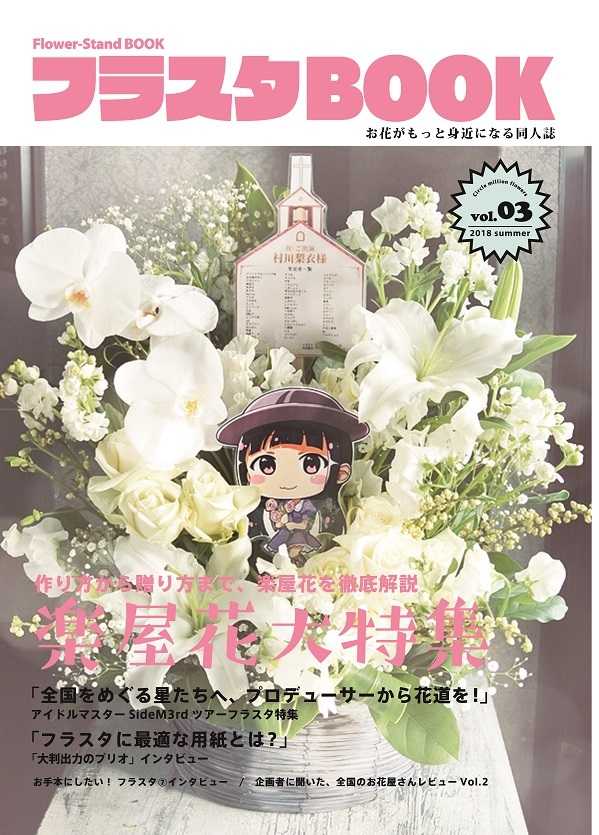 Flower-Stand BOOK
フラスタBOOK
お花がもっと身近になる同人誌
Circle million flowers
vol.03
2018 summer
祝・ご出演
村川梨衣様
作り方から贈り方まで、楽屋花を徹底解説
楽屋花大特集
「全国をめぐる星たちへ、プロデューサーから花道を!」
アイドルマスター SideM3rd ツアーフラスタ特集
「フラスタに最適な用紙とは?」
「大判出力のプリオ」インタビュー
お手本にしたい! フラスタ⑦インタビュー / 企画者に聞いた、全国のお花屋さんレビュー Vol.2